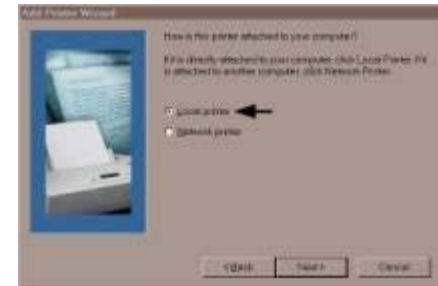 Add Printer Wizard
How is this printer attached to your computer?
If it is directly attached to your computer, click Local Printer. If it
is attached to another computer, click Network Printer.
Local printer
Network printer
< Back Next > Cancel